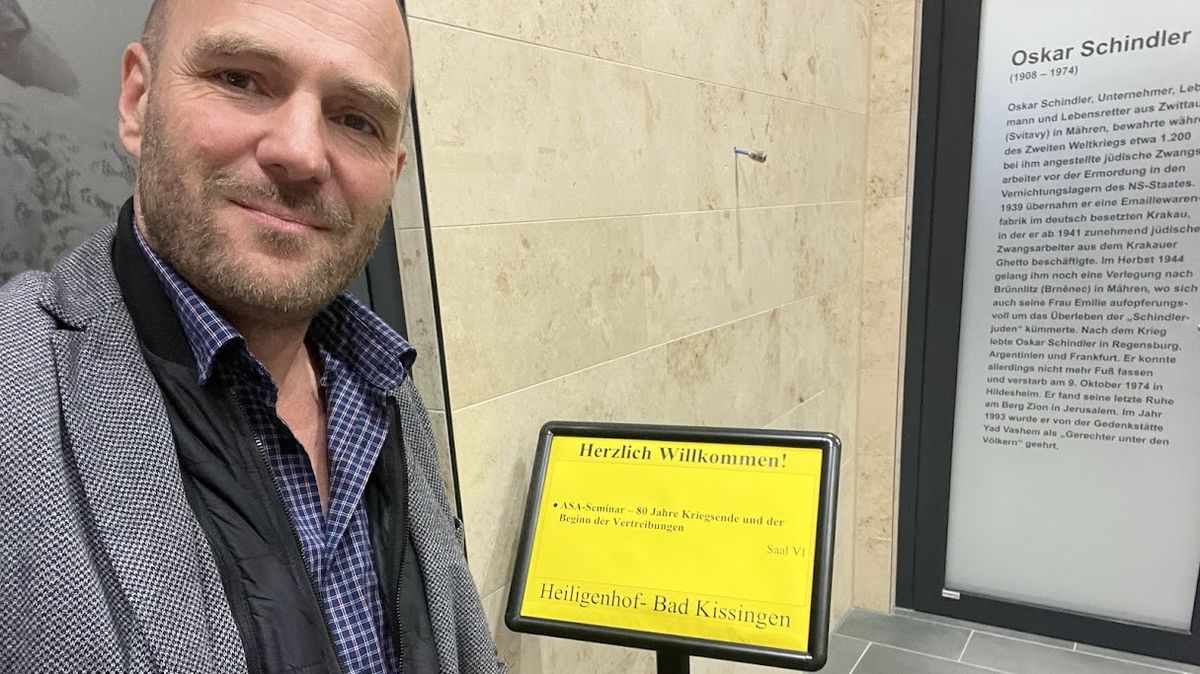 Herzlich Willkommen!
• ASA-Seminar – 80 Jahre Kriegsende und der
Beginn der Vertreibungen
Saal VI
Heiligenhof- Bad Kissingen
Oskar Schindler
(1908 – 1974)
Oskar Schindler, Unternehmer, Leb
mann und Lebensretter aus Zwittau
(Svitavy) in Mähren, bewahrte währ
des Zweiten Weltkriegs etwa 1.200
bei ihm angestellte jüdische Zwangs
arbeiter vor der Ermordung in den
Vernichtungslagern des NS-Staates.
1939 übernahm er eine Emailwaren-
fabrik im deutsch besetzten Krakau,
in der er ab 1941 zunehmend jüdische
Zwangsarbeiter aus dem Krakauer
Ghetto beschäftigte. Im Herbst 1944
gelang ihm noch eine Verlegung nach
Brünnlitz (Brněnec) in Mähren, wo sich
auch seine Frau Emilie aufopferungs-
voll um das Überleben der „Schindler-
juden“ kümmerte. Nach dem Krieg
lebte Oskar Schindler in Regensburg,
Argentinien und Frankfurt. Er konnte
allerdings nicht mehr Fuß fassen
und verstarb am 9. Oktober 1974 in
Hildesheim. Er fand seine letzte Ruhe
am Berg Zion in Jerusalem. Im Jahr
1993 wurde er von der Gedenkstätte
Yad Vashem als „Gerechter unter den
Völkern“ geehrt.